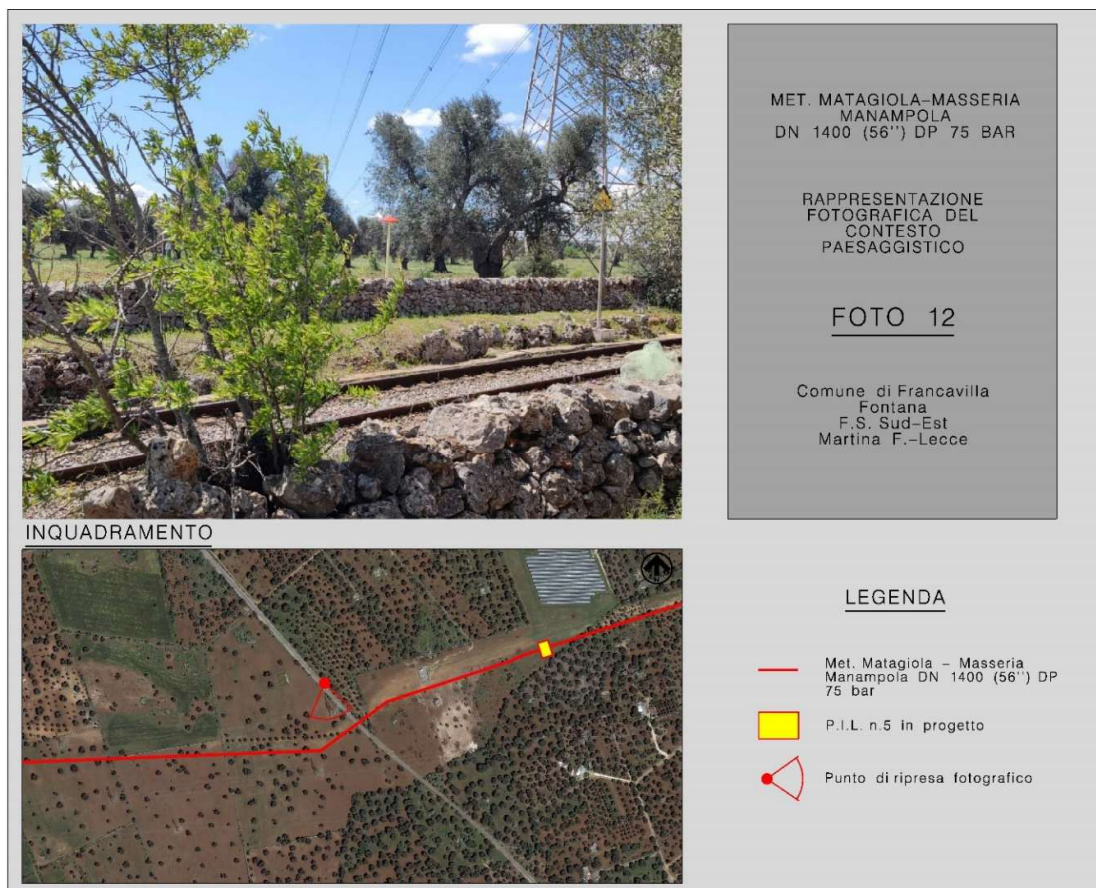 MET. MATAGIOLA-MASSERIA
MANAMPOLA
DN 1400 (56'') DP 75 BAR
RAPPRESENTAZIONE
FOTOGRAFICA DEL
CONTESTO
PAESAGGISTICO
FOTO 12
Comune di Francavilla
Fontana
F.S. Sud-Est
Martina F.-Lecce
INQUADRAMENTO
LEGENDA
Met. Matagiola - Masseria
Manampola DN 1400 (56'') DP
75 bar
P.I.L. n.5 in progetto
Punto di ripresa fotografico